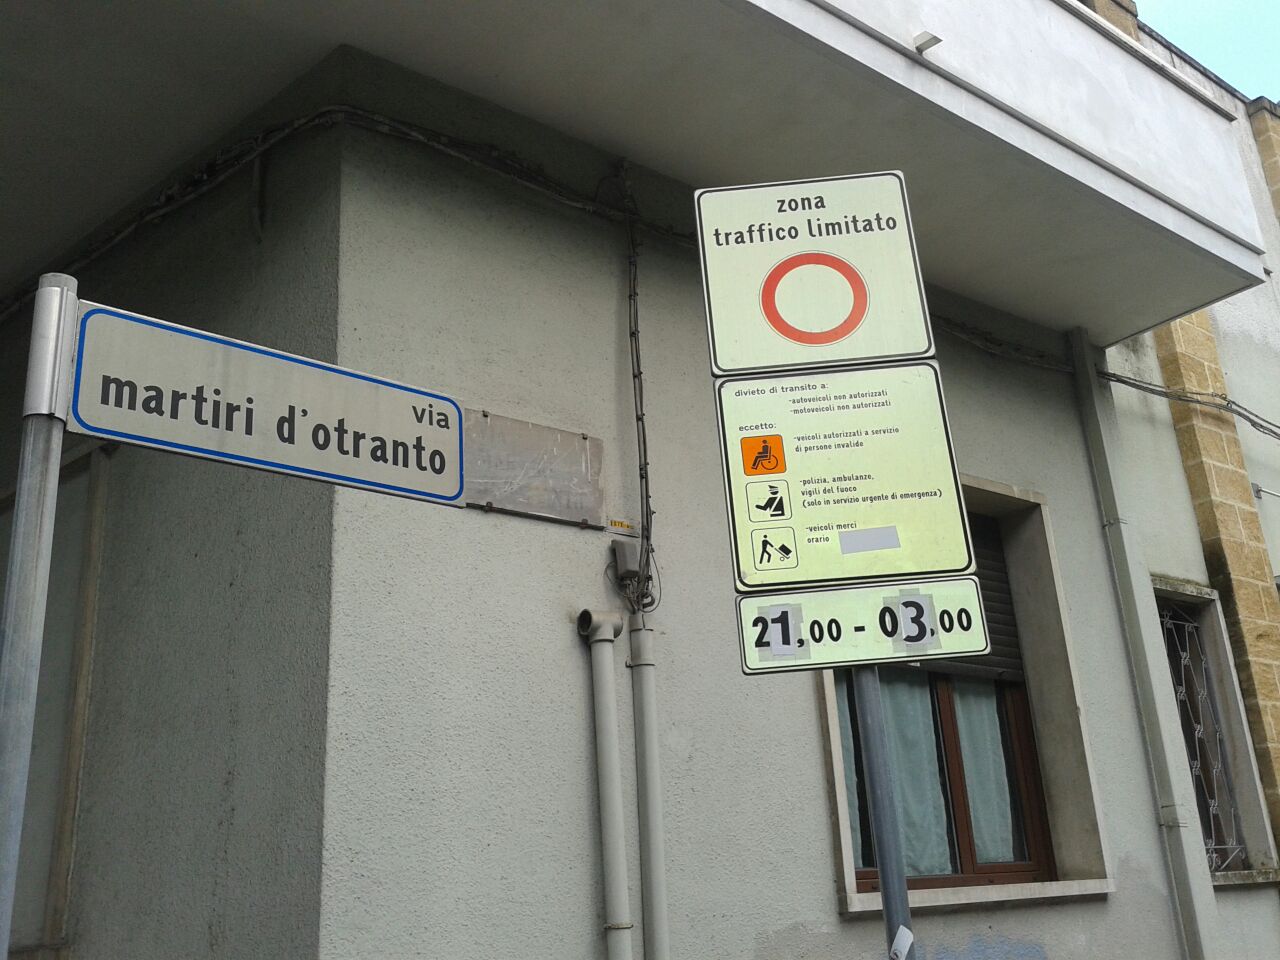 via
martiri d'otranto
zona
traffico limitato
divieto di transito a:
-autoveicoli non autorizzati
-motoveicoli non autorizzati
eccetto:
-veicoli autorizzati a servizio
di persone invalide
-polizia, ambulanze,
vigili del fuoco
(solo in servizio urgente di emergenza)
-veicoli merci
orario
21,00 - 03,00